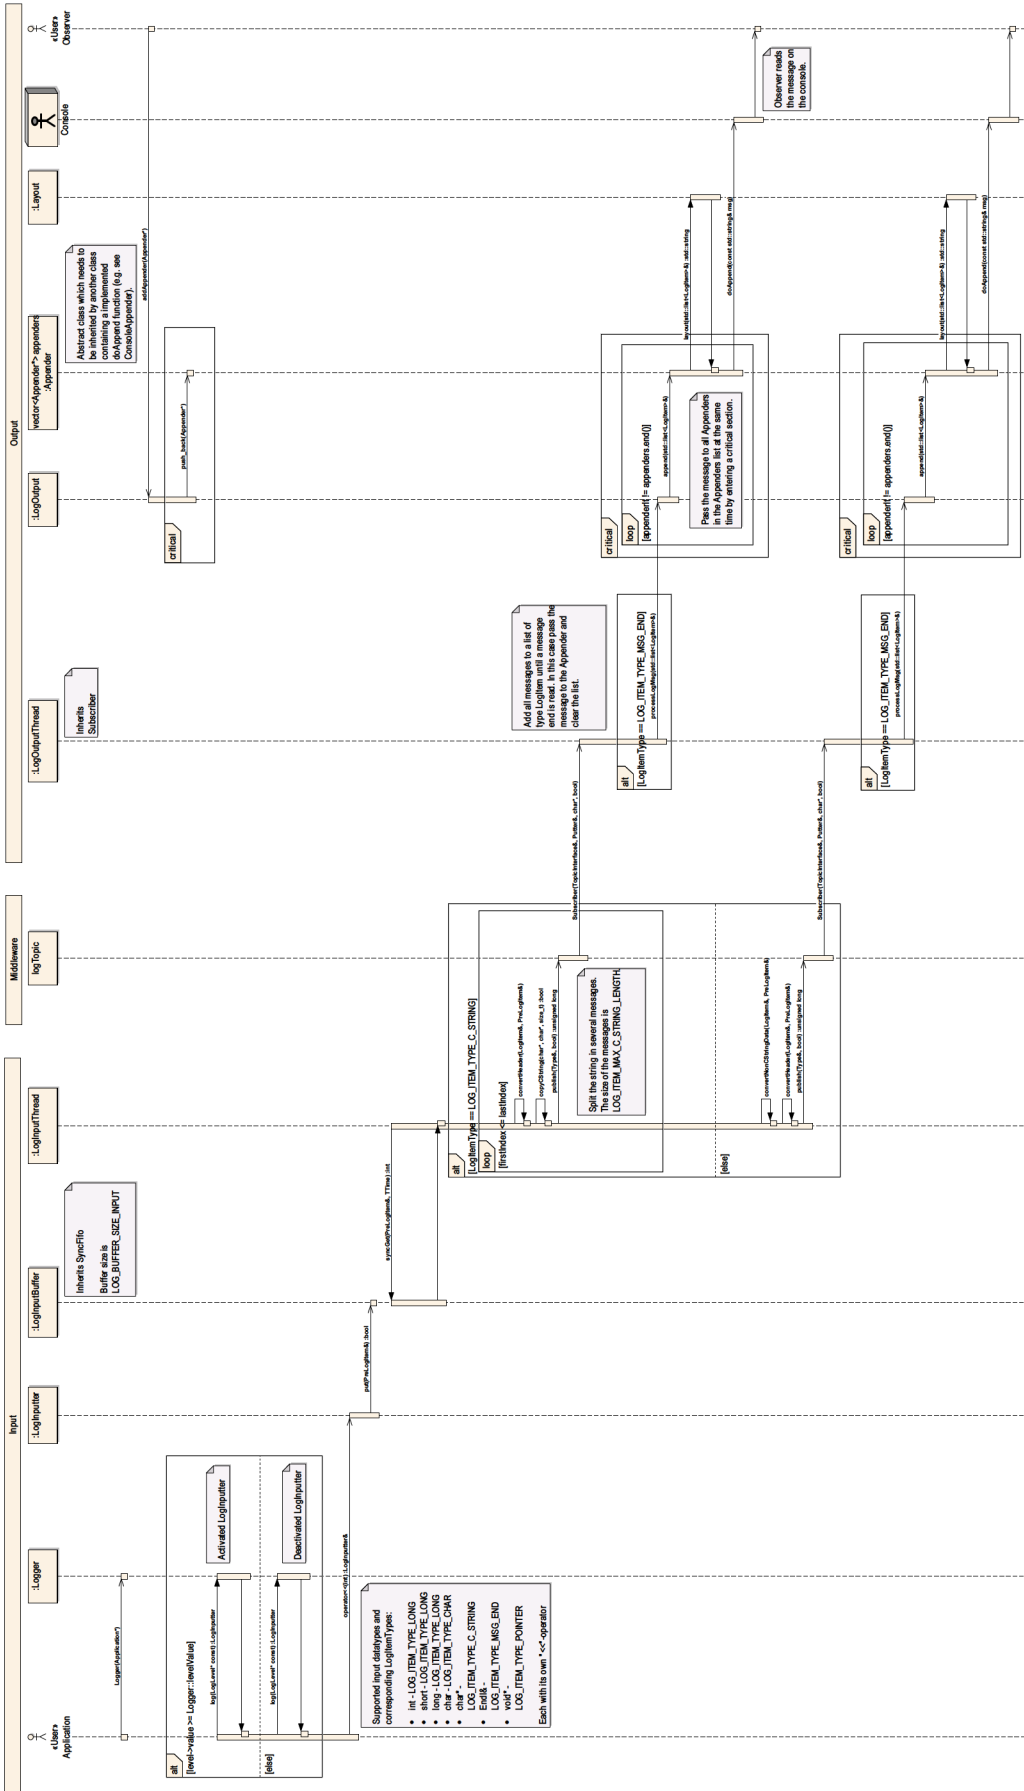 Input
Middleware
Output
«User»
Application
:Logger
:LogInputter
:LogInputBuffer
:LogInputThread
logTopic
:LogOutputThread
:LogOutput
vector<Appender*> appenders
:Appender
:Layout
Console
«User»
Observer
Inherits SyncFifo
Buffer size is
LOG_BUFFER_SIZE_INPUT
Inherits
Subscriber
Abstract class which needs to
be inherited by another class
containing a implemented
doAppend function (e.g. see
ConsoleAppender).
Logger(Application*)
addAppender(Appender*)
critical
push_back(Appender*)
alt
[level->value >= Logger::levelValue]
log(LogLevel* const) :LogInputter
Activated LogInputter
[else]
log(LogLevel* const) :LogInputter
Deactivated LogInputter
operator<<(int) :LogInputter&
put(PreLogItem&) :bool
syncGet(PreLogItem&, TTime) :int
Supported input datatypes and
corresponding LogItemTypes:
• int - LOG_ITEM_TYPE_LONG
• short - LOG_ITEM_TYPE_LONG
• long - LOG_ITEM_TYPE_LONG
• char - LOG_ITEM_TYPE_CHAR
• char* -
LOG_ITEM_TYPE_C_STRING
• Endl& -
LOG_ITEM_TYPE_MSG_END
• void* -
LOG_ITEM_TYPE_POINTER
Each with its own "<<"-operator
alt
[LogItemType == LOG_ITEM_TYPE_C_STRING]
loop
[firstIndex <= lastIndex]
convertHeader(LogItem&, PreLogItem&)
copyCString(char*, char*, size_t) :bool
publish(Type&, bool) :unsigned long
Subscriber(TopicInterface&, Putter&, char*, bool)
Split the string in several messages.
The size of the messages is
LOG_ITEM_MAX_C_STRING_LENGTH.
Add all messages to a list of
type LogItem until a message
end is read. In this case pass the
message to the Appender and
clear the list.
alt
[LogItemType == LOG_ITEM_TYPE_MSG_END]
processLogMsg(std::list<LogItem>&)
critical
loop
[appenderIt != appenders.end()]
append(std::list<LogItem>&)
layout(std::list<LogItem>&) :std::string
Pass the message to all Appenders
in the Appenders list at the same
time by entering a critical section.
doAppend(const std::string& msg)
Observer reads
the message on
the console.
[else]
convertNonCStringData(LogItem&, PreLogItem&)
convertHeader(LogItem&, PreLogItem&)
publish(Type&, bool) :unsigned long
Subscriber(TopicInterface&, Putter&, char*, bool)
alt
[LogItemType == LOG_ITEM_TYPE_MSG_END]
processLogMsg(std::list<LogItem>&)
critical
loop
[appenderIt != appenders.end()]
append(std::list<LogItem>&)
layout(std::list<LogItem>&) :std::string
doAppend(const std::string& msg)